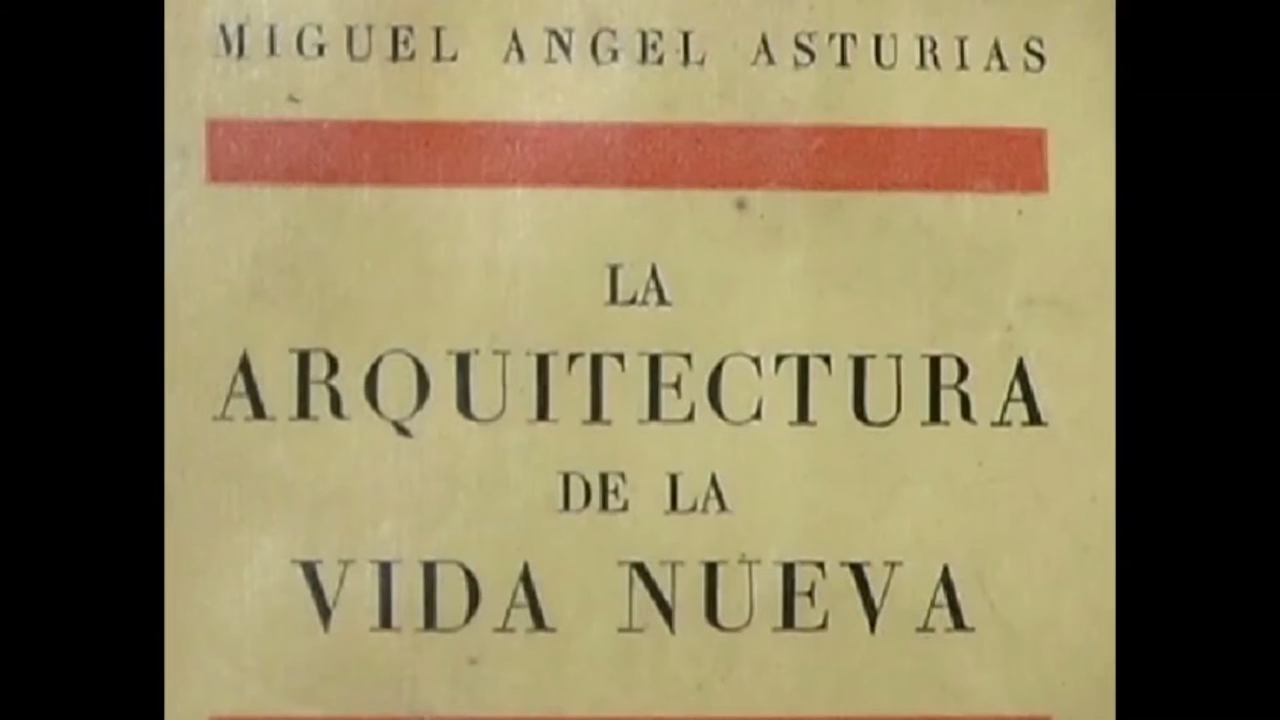 MIGUEL ANGEL ASTURIAS
LA
ARQUITECTURA
DE LA
VIDA NUEVA